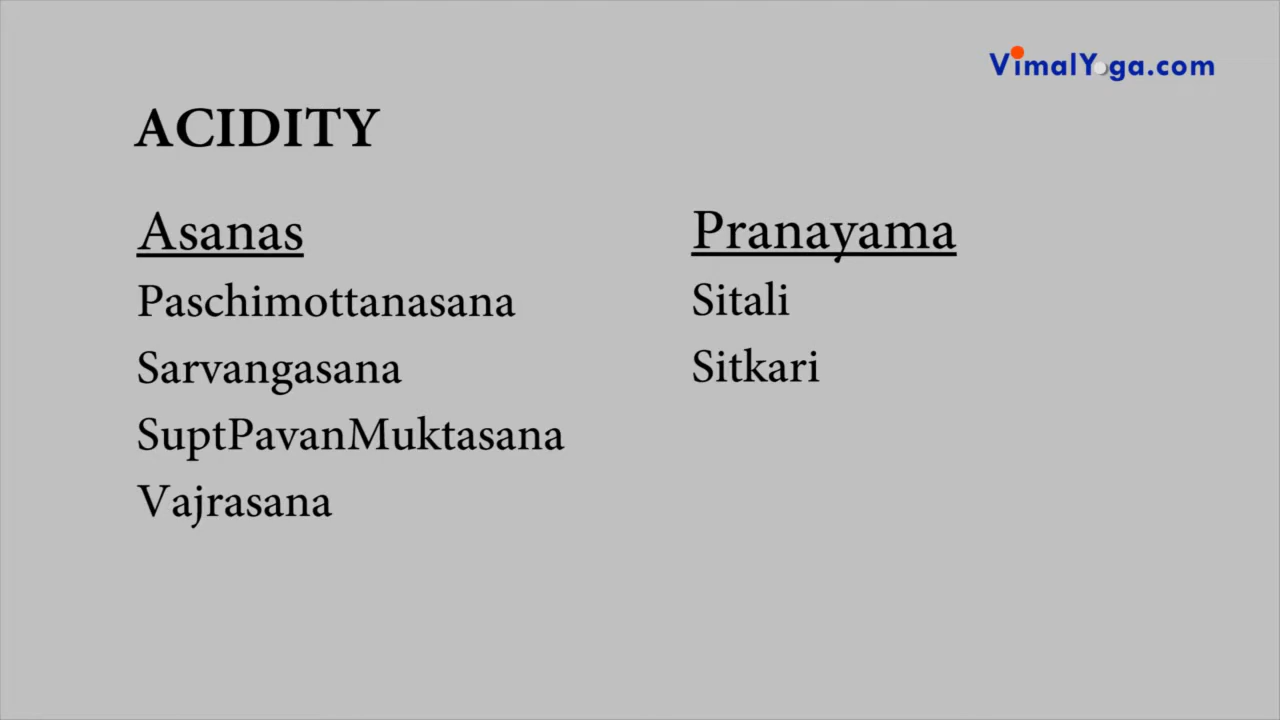 VimalYoga.com
ACIDITY
Asanas
Paschimottanasana
Sarvangasana
SuptPavanMuktasana
Vajrasana
Pranayama
Sitali
Sitkari